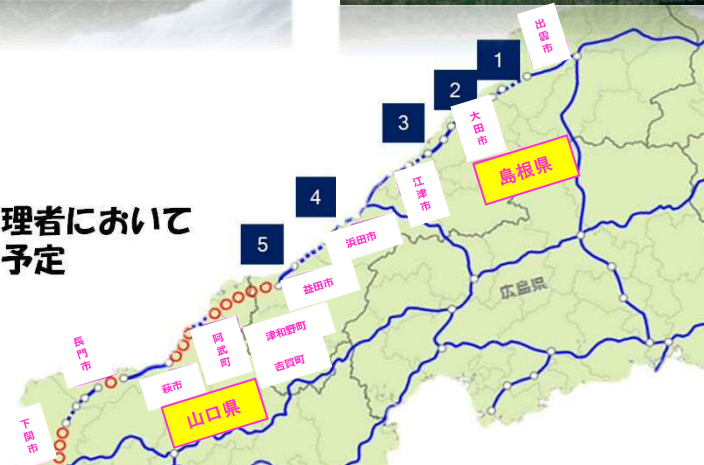 出雲市
1
2
大田市
3
島根県
江津市
4
理者において
浜田市
5
予定
益田市
広島県
津和野町
阿武町
長門市
吉賀町
萩市
山口県
下関市